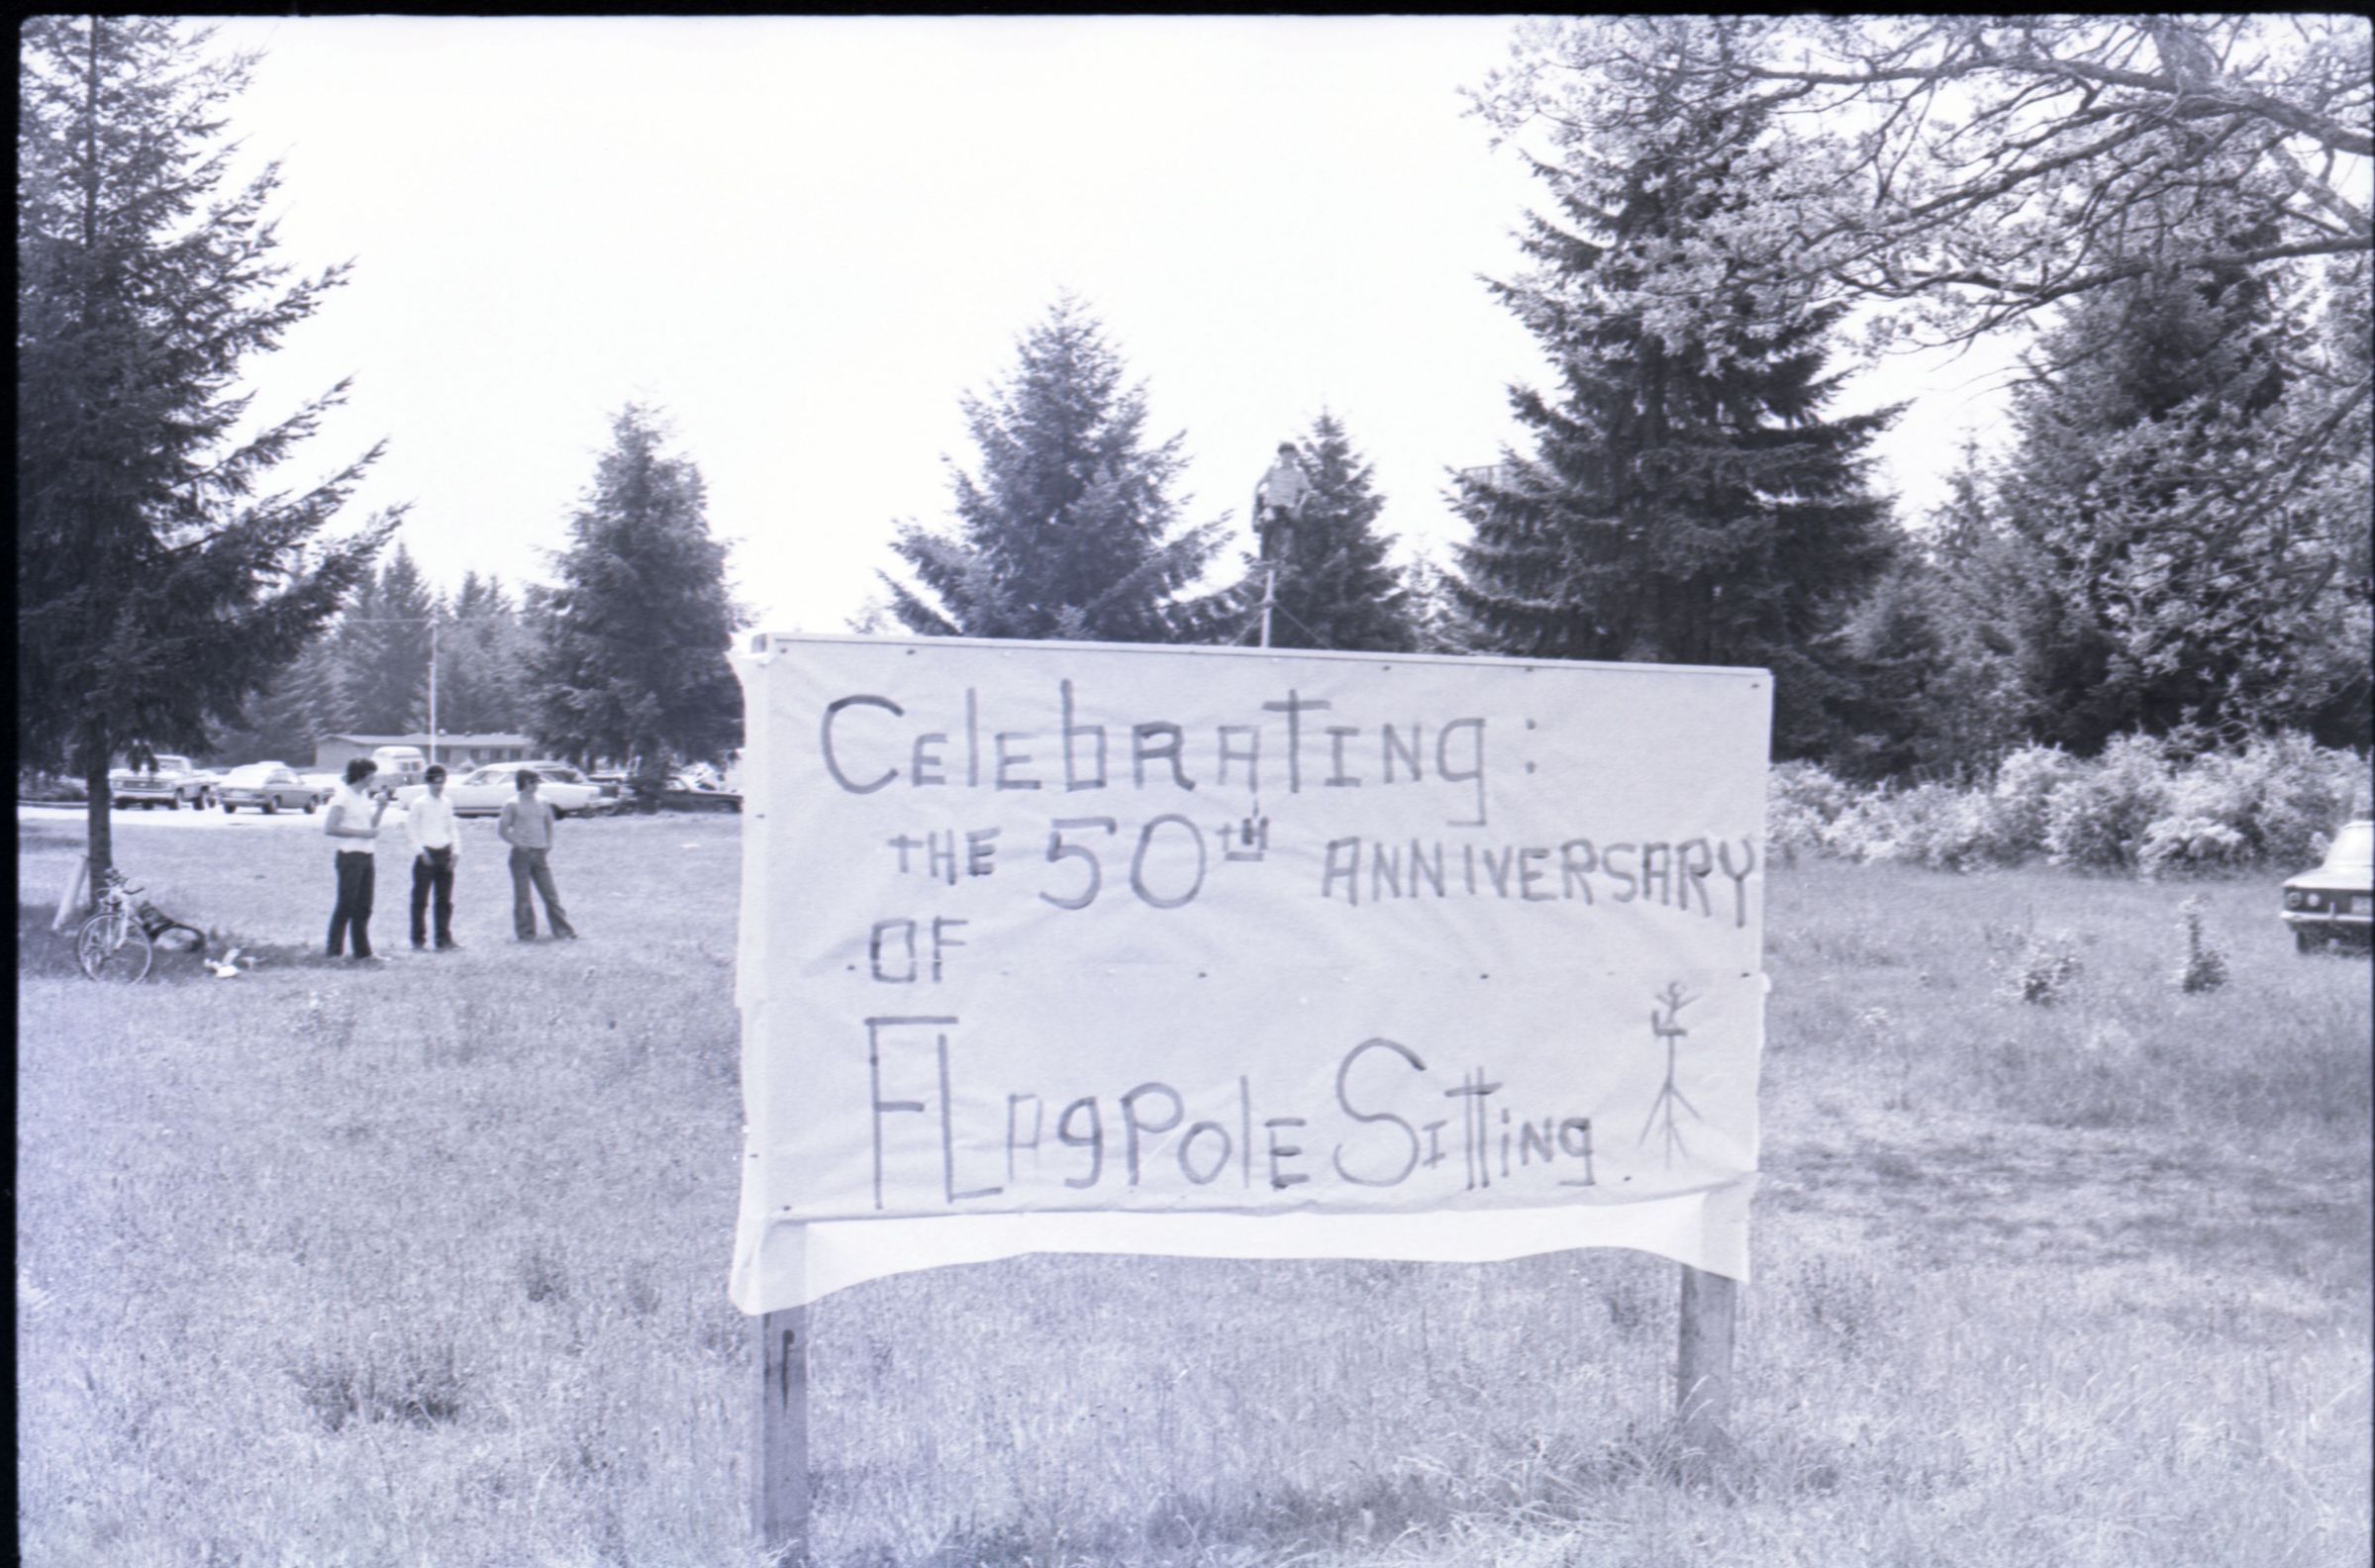 Celebrating:
the 50th ANNIVERSARY
OF
FlagPole Sitting